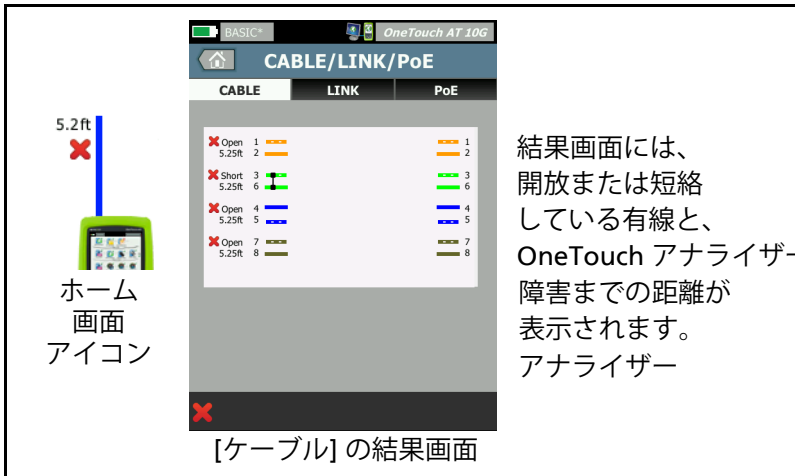 5.2ft
ホーム
画面
アイコン
BASIC*
OneTouch AT 10G
CABLE/LINK/PoE
CABLE LINK PoE
Open 1 1
5.25ft 2 2
Short 3 3
5.25ft 6 6
Open 4 4
5.25ft 5 5
Open 7 7
5.25ft 8 8
[ケーブル] の結果画面
結果画面には、
開放または短絡
している有線と、
OneTouch アナライザー
障害までの距離が
表示されます。
アナライザー